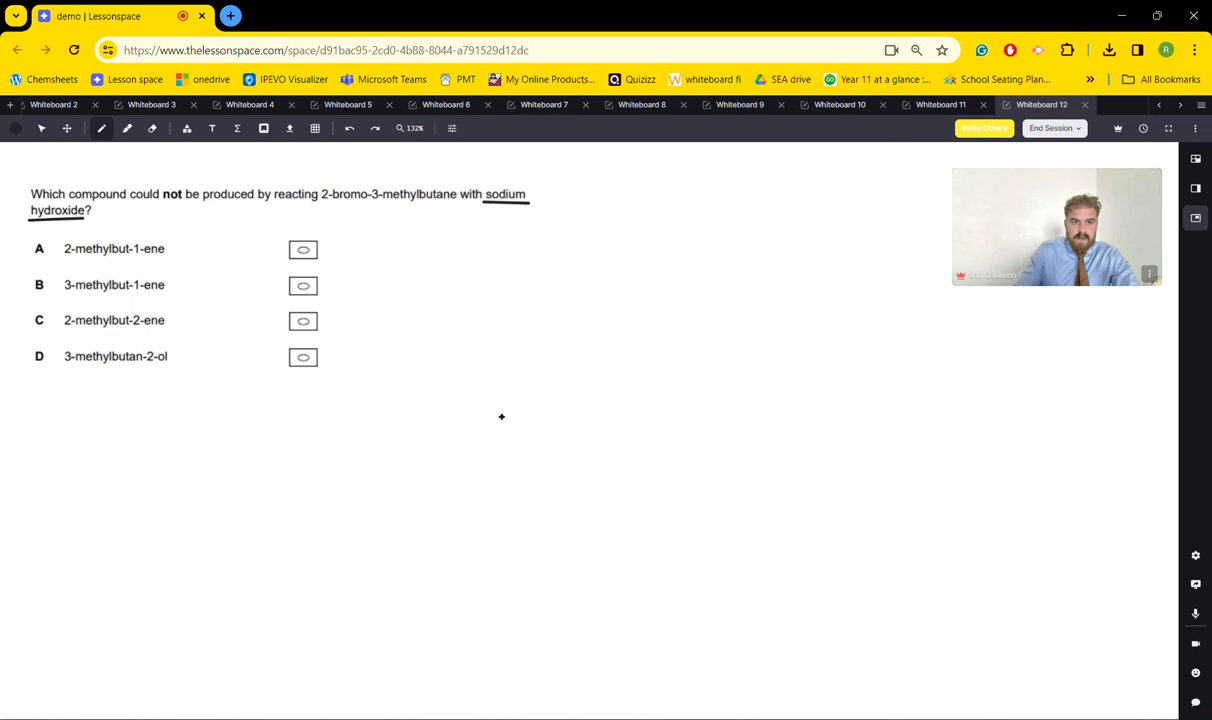 demo | Lessonspace
https://www.thelessonspace.com/space/d91bac95-2cd0-4b88-8044-a791529d12dc
R
Chemsheets
Lesson space
onedrive
IPEVO Visualizer
Microsoft Teams
PMT
My Online Products...
Quizizz
whiteboard fi
SEA drive
Year 11 at a glance :...
School Seating Plan...
All Bookmarks
Whiteboard 2
Whiteboard 3
Whiteboard 4
Whiteboard 5
Whiteboard 6
Whiteboard 7
Whiteboard 8
Whiteboard 9
Whiteboard 10
Whiteboard 11
Whiteboard 12
132%
Invite Others
End Session
Which compound could not be produced by reacting 2-bromo-3-methylbutane with sodium
hydroxide?
A 2-methylbut-1-ene
B 3-methylbut-1-ene
C 2-methylbut-2-ene
D 3-methylbutan-2-ol